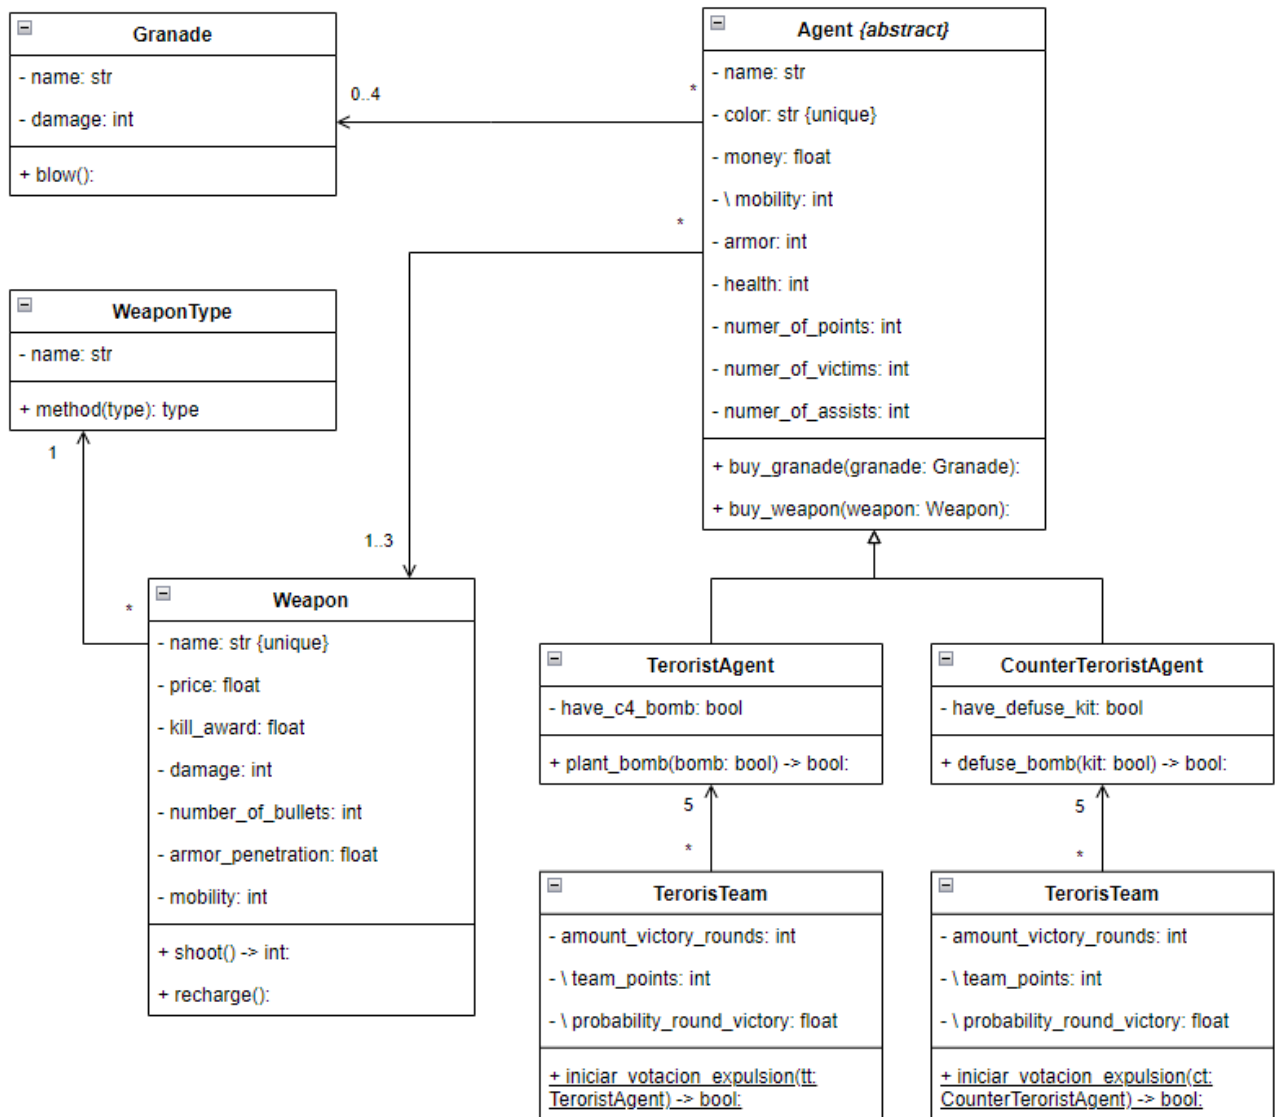 Granade
- name: str
- damage: int
+ blow():
0..4
*
Agent {abstract}
- name: str
- color: str {unique}
- money: float
- \ mobility: int
- armor: int
- health: int
- numer_of_points: int
- numer_of_victims: int
- numer_of_assists: int
+ buy_granade(granade: Granade):
+ buy_weapon(weapon: Weapon):
*
WeaponType
- name: str
+ method(type): type
1
1..3
*
Weapon
- name: str {unique}
- price: float
- kill_award: float
- damage: int
- number_of_bullets: int
- armor_penetration: float
- mobility: int
+ shoot() -> int:
+ recharge():
TeroristAgent
- have_c4_bomb: bool
+ plant_bomb(bomb: bool) -> bool:
5
*
CounterTeroristAgent
- have_defuse_kit: bool
+ defuse_bomb(kit: bool) -> bool:
5
*
TerorisTeam
- amount_victory_rounds: int
- \ team_points: int
- \ probability_round_victory: float
+ iniciar_votacion_expulsion(tt:
TeroristAgent) -> bool:
TerorisTeam
- amount_victory_rounds: int
- \ team_points: int
- \ probability_round_victory: float
+ iniciar_votacion_expulsion(ct:
CounterTeroristAgent) -> bool: